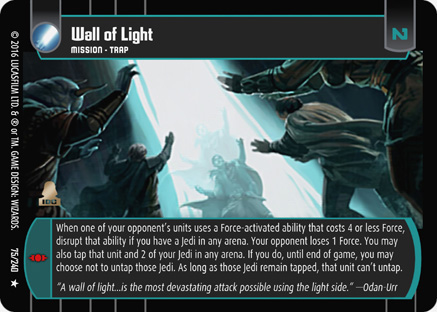 Wall of Light
MISSION - TRAP
N
© 2016 LUCASFILM LTD. & ® or TM. GAME DESIGN: WIZARDS.
75/240
When one of your opponent's units uses a Force-activated ability that costs 4 or less Force,
disrupt that ability if you have a Jedi in any arena. Your opponent loses 1 Force. You may
also tap that unit and 2 of your Jedi in any arena. If you do, until end of game, you may
choose not to untap those Jedi. As long as those Jedi remain tapped, that unit can't untap.
"A wall of light...is the most devastating attack possible using the light side." —Odan-Urr